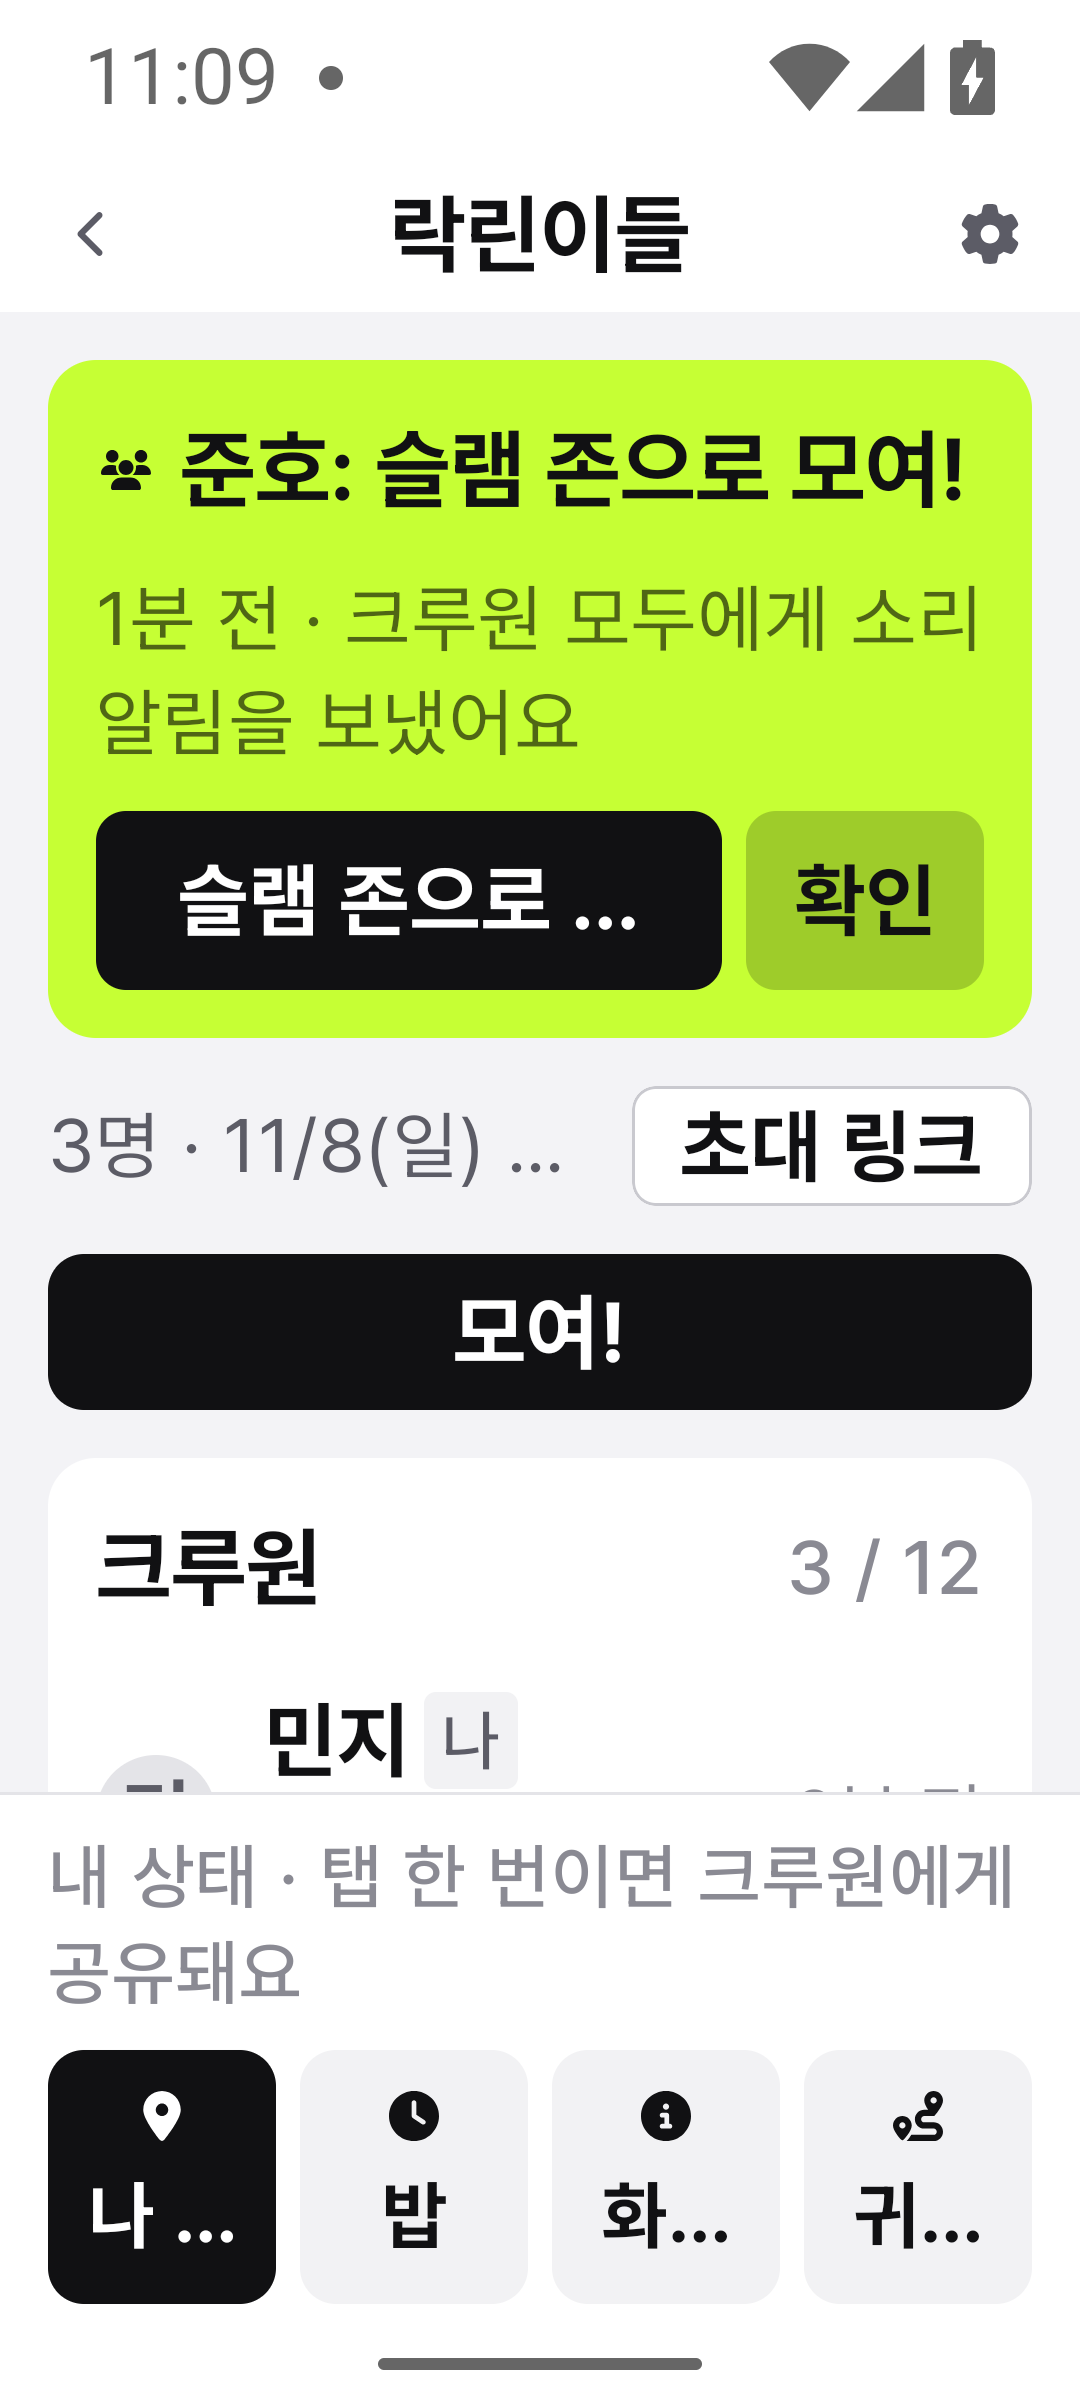 11:09
락린이들
준호: 슬램 존으로 모여!
1분 전 · 크루원 모두에게 소리
알림을 보냈어요
슬램 존으로 ...
확인
3명 · 11/8(일) ...
초대 링크
모여!
크루원
3 / 12
민지
나
내 상태 · 탭 한 번이면 크루원에게
공유돼요
나 ...
밥
화...
귀...